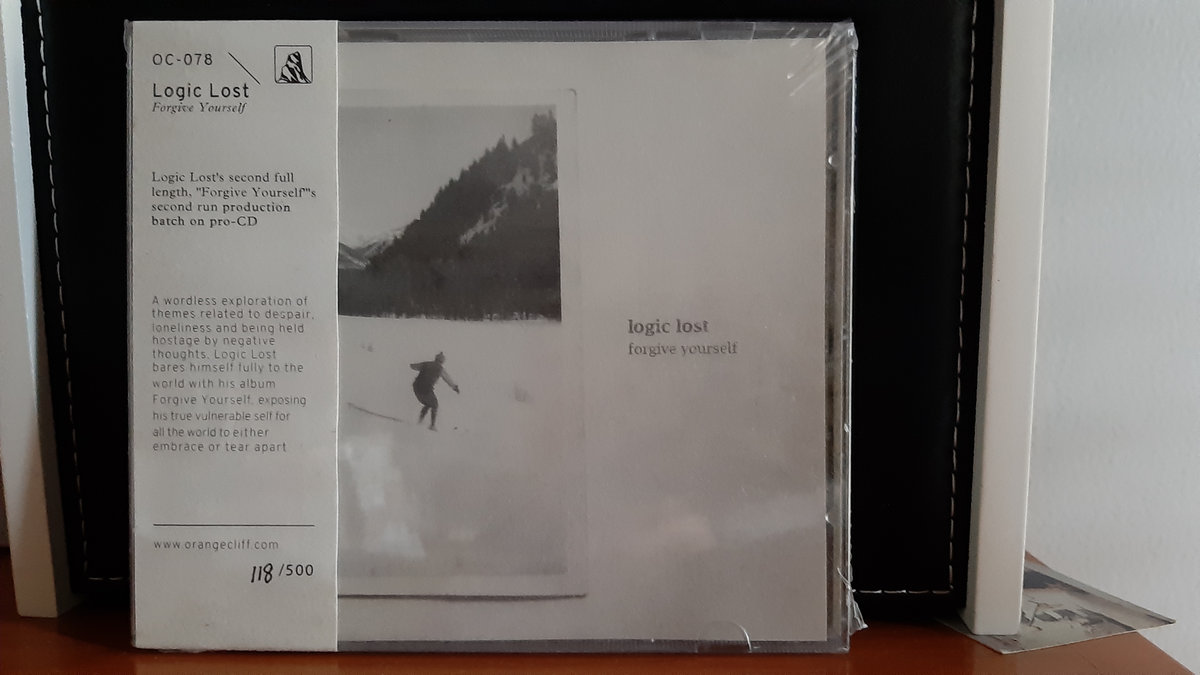 OC-078
Logic Lost
Forgive Yourself
Logic Lost's second full
length, "Forgive Yourself"'s
second run production
batch on pro-CD
A wordless exploration of
themes related to despair,
loneliness and being held
hostage by negative
thoughts. Logic Lost
bares himself fully to the
world with his album
Forgive Yourself, exposing
his true vulnerable self for
all the world to either
embrace or tear apart.
www.orangecliff.com
118/500
logic lost
forgive yourself